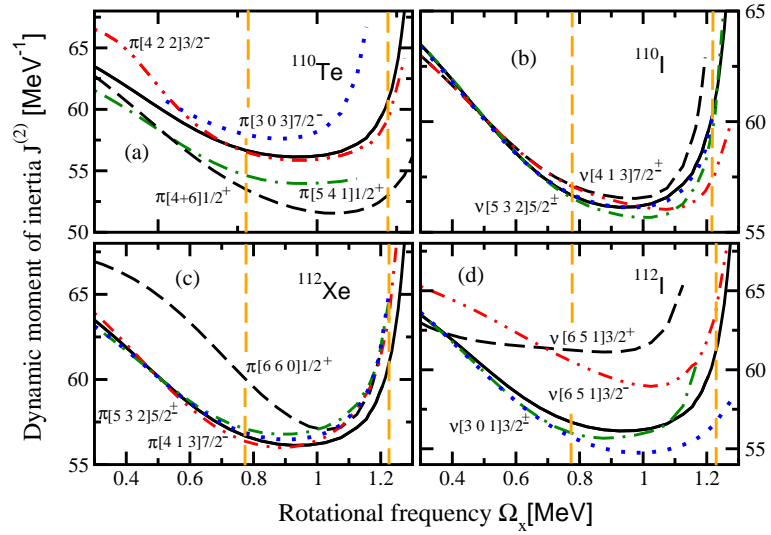 Dynamic moment of inertia J^(2) [MeV^-1]
65
60
55
50
π[4 2 2]3/2^-
^110Te
π[3 0 3]7/2^-
(a)
π[4+6]1/2^+
π[5 4 1]1/2^+
(b)
^110I
ν[4 1 3]7/2^±
ν[5 3 2]5/2^±
65
60
55
65
60
55
(c)
^112Xe
π[6 6 0]1/2^+
π[5 3 2]5/2^±
π[4 1 3]7/2^-
(d)
^112I
ν[6 5 1]3/2^+
ν[6 5 1]3/2^-
ν[3 0 1]3/2^±
65
60
55
0.4 0.6 0.8 1 1.2 0.4 0.6 0.8 1 1.2
Rotational frequency Ω_x[MeV]